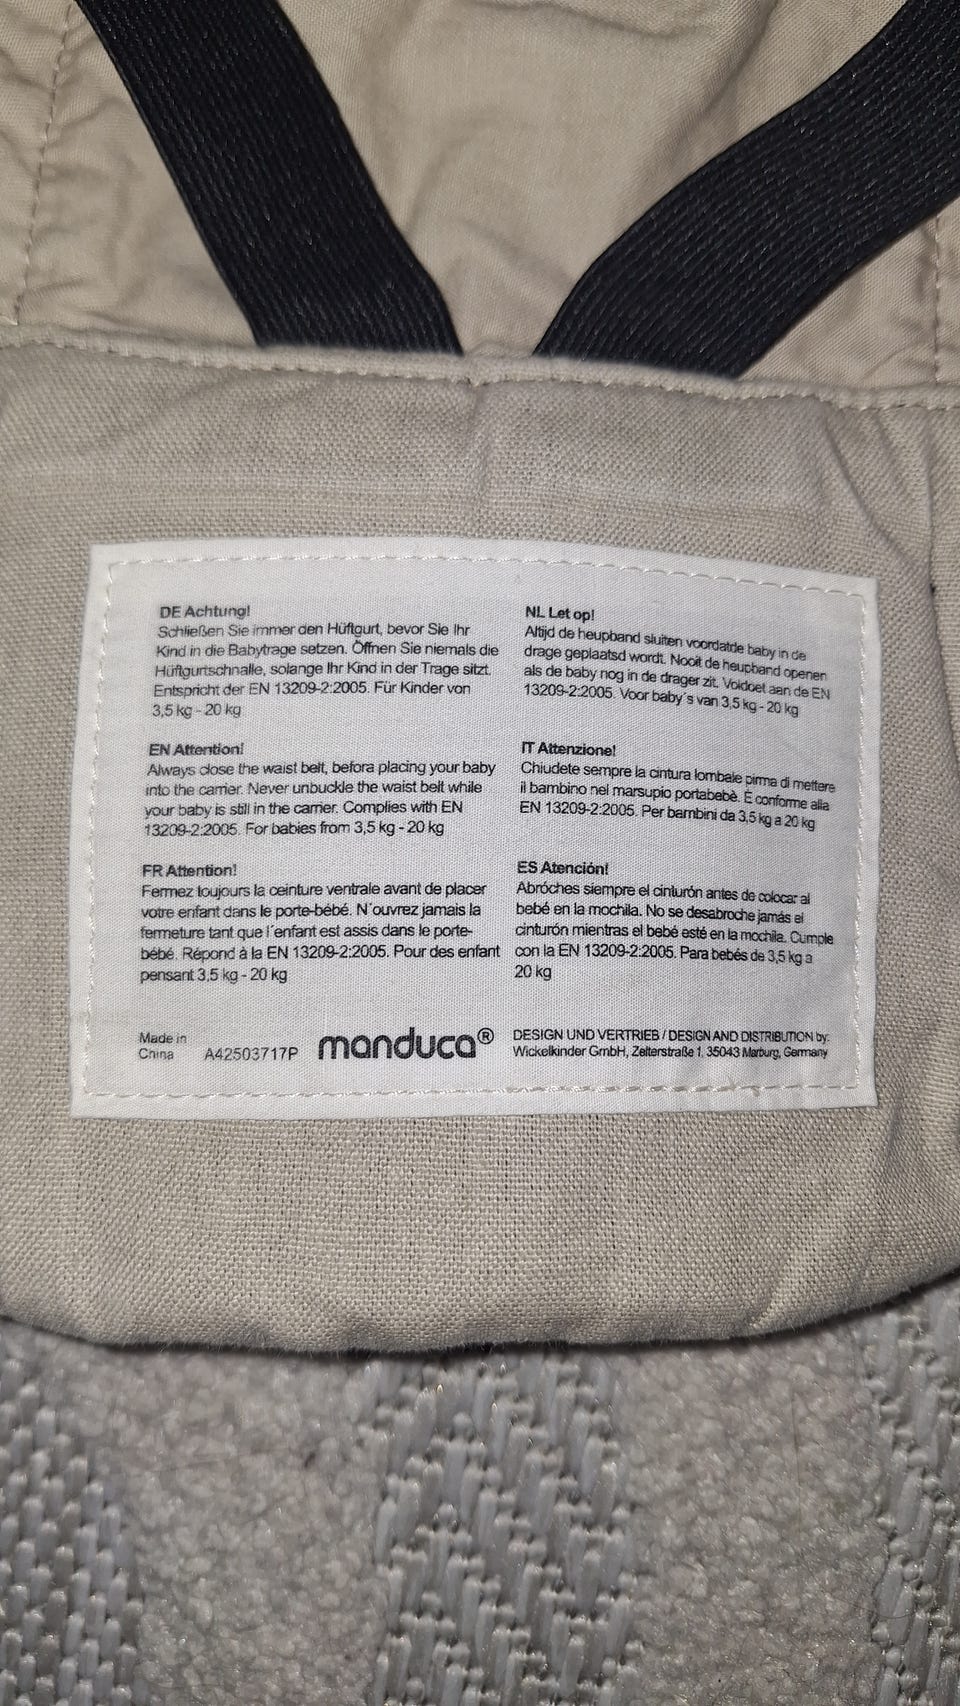 DE Achtung!
Schließen Sie immer den Hüftgurt, bevor Sie Ihr
Kind in die Babytrage setzen. Öffnen Sie niemals die
Hüftgurtschnalle, solange Ihr Kind in der Trage sitzt.
Entspricht der EN 13209-2:2005. Für Kinder von
3,5 kg - 20 kg
EN Attention!
Always close the waist belt, before placing your baby
into the carrier. Never unbuckle the waist belt while
your baby is still in the carrier. Complies with EN
13209-2:2005. For babies from 3,5 kg - 20 kg
FR Attention!
Fermez toujours la ceinture ventrale avant de placer
votre enfant dans le porte-bébé. N´ouvrez jamais la
fermeture tant que l´enfant est assis dans le porte-
bébé. Répond à la EN 13209-2:2005. Pour des enfant
pensant 3,5 kg - 20 kg
NL Let op!
Altijd de heupband sluiten voordatde baby in de
drage geplaatsd wordt. Nooit de heupband openen
als de baby nog in de drager zit. Voldoet aan de EN
13209-2:2005. Voor baby´s van 3,5 kg - 20 kg
IT Attenzione!
Chiudete sempre la cintura lombale pirma di mettere
il bambino nel marsupio portabebè. È conforme alla
EN 13209-2:2005. Per bambini da 3,5 kg a 20 kg
ES Atención!
Abróches siempre el cinturón antes de colocar al
bebé en la mochila. No se desabroche jamás el
cinturón mientras el bebé esté en la mochila. Cumple
con la EN 13209-2:2005. Para bebés de 3,5 kg a
20 kg
Made in
China
A42503717P
manduca®
DESIGN UND VERTRIEB / DESIGN AND DISTRIBUTION by:
Wickelkinder GmbH, Zeiterstraße 1, 35043 Marburg, Germany